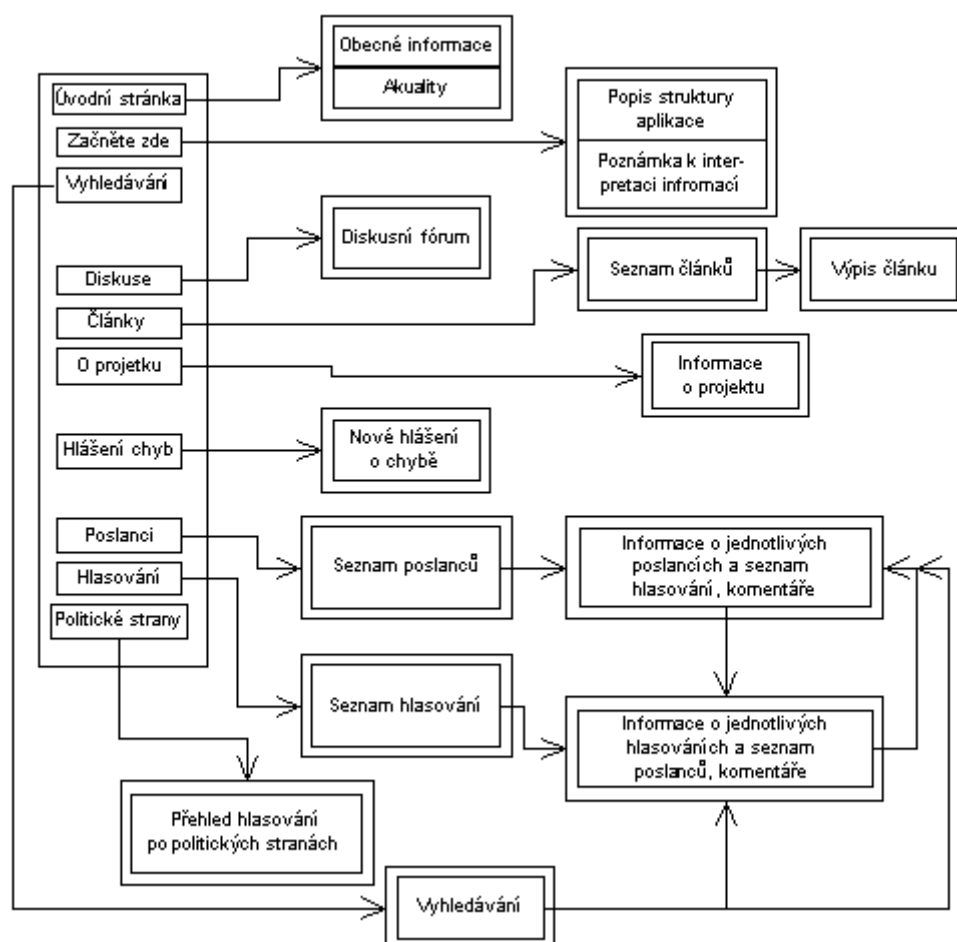 Obecné informace
Akuality
Úvodní stránka
Začněte zde
Vyhledávání
Popis struktury
aplikace
Poznámka k inter-
pretaci infromací
Diskusní fórum
Diskuse
Seznam článků
Výpis článku
Články
O projetku
Informace
o projektu
Hlášení chyb
Nové hlášení
o chybě
Poslanci
Hlasování
Politické strany
Seznam poslanců
Informace o jednotlivých
poslancích a seznam
hlasování, komentáře
Seznam hlasování
Informace o jednotlivých
hlasováních a seznam
poslanců, komentáře
Přehled hlasování
po politických stranách
Vyhledávání